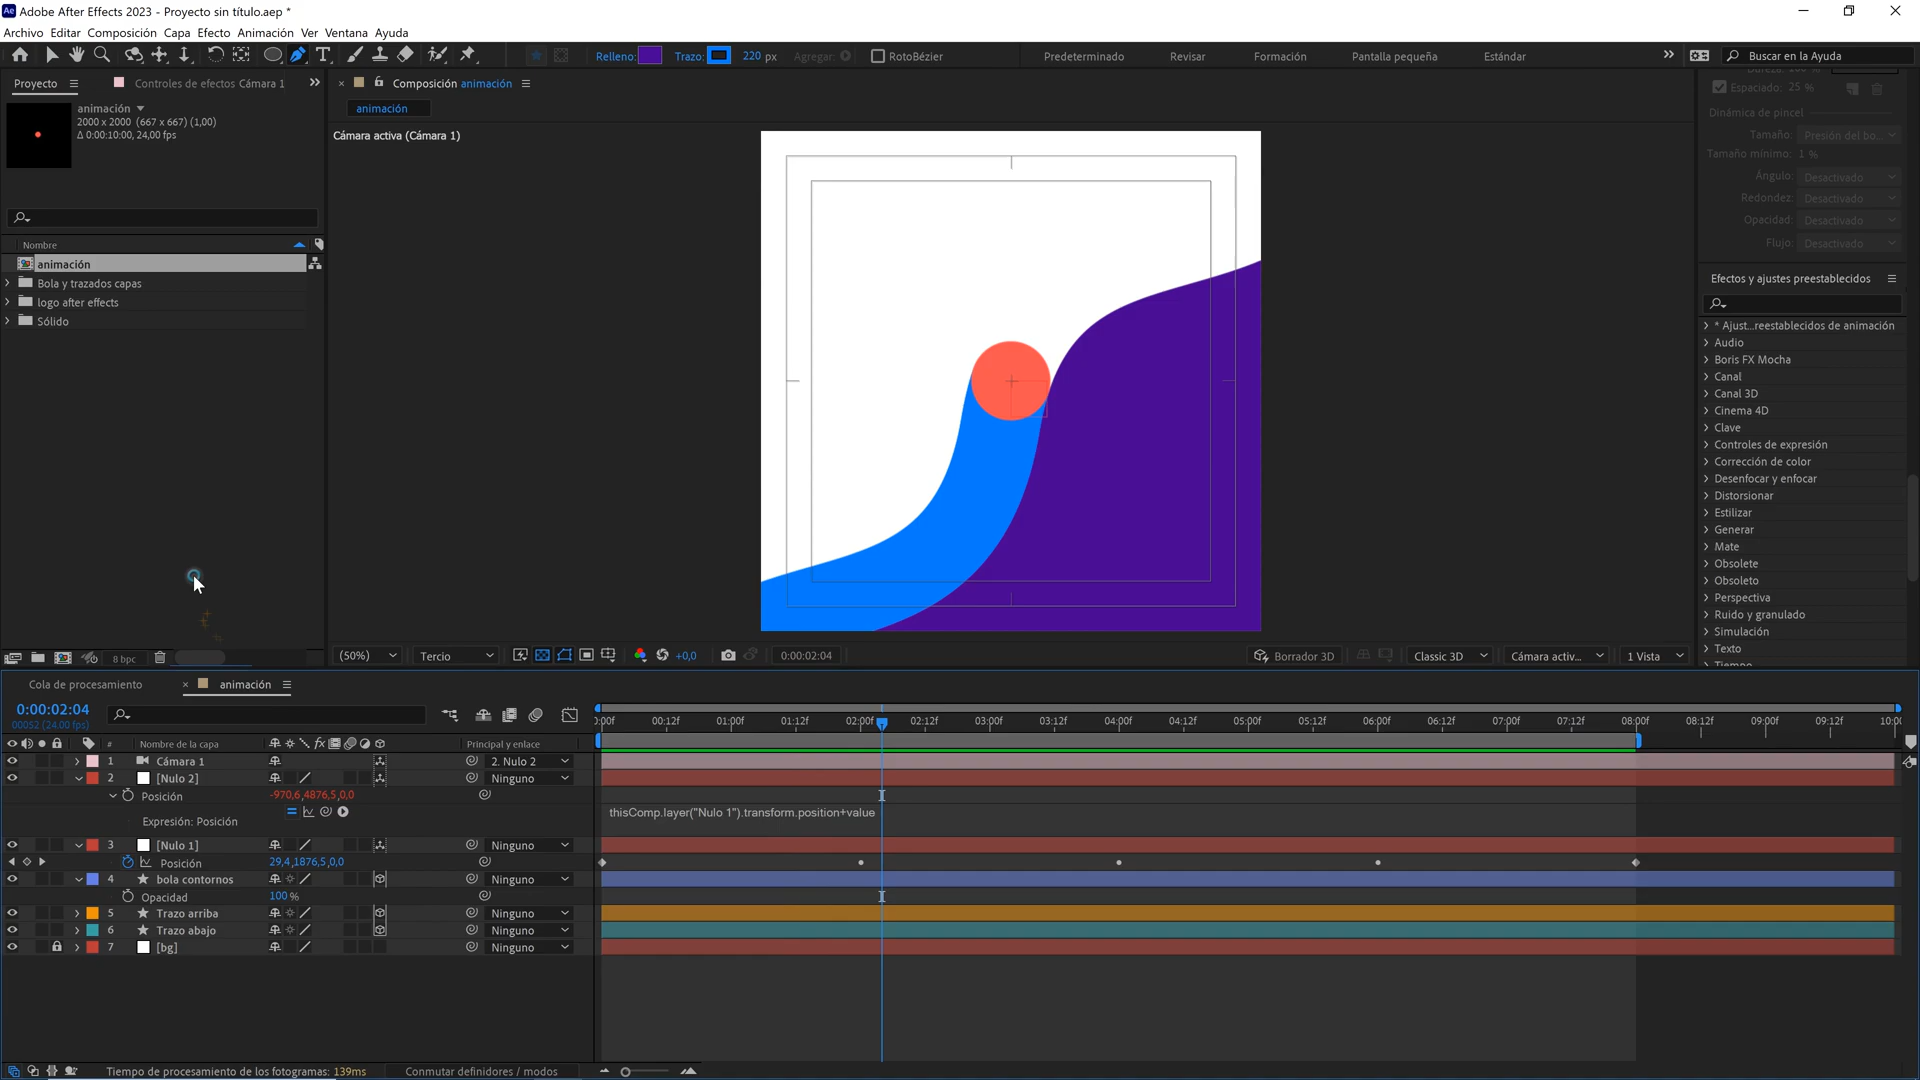 Adobe After Effects 2023 - Proyecto sin título.aep *
Archivo Editar Composición Capa Efecto Animación Ver Ventana Ayuda
Relleno: Trazo: 220 px Agregar: RotoBézier Predeterminado Revisar Formación Pantalla pequeña Estándar Buscar en la Ayuda
Proyecto Controles de efectos Cámara 1
Composición animación
animación
2000 x 2000 (667 x 667) (1,00)
Δ 0:00:10:00, 24,00 fps
animación
Cámara activa (Cámara 1)
Espaciado: 25 %
Dinámica de pincel
Tamaño: Presión del bo...
Tamaño mínimo: 1 %
Ángulo: Desactivado
Redondez: Desactivado
Opacidad: Desactivado
Flujo: Desactivado
Nombre
animación
Bola y trazados capas
logo after effects
Sólido
Efectos y ajustes preestablecidos
* Ajust...reestablecidos de animación
Audio
Boris FX Mocha
Canal
Canal 3D
Cinema 4D
Clave
Controles de expresión
Corrección de color
Desenfocar y enfocar
Distorsionar
Estilizar
Generar
Mate
Obsolete
Obsoleto
Perspectiva
Ruido y granulado
Simulación
Texto
Tiempo
8 bpc
(50%) Tercio +0,0 0:00:02:04 Borrador 3D Classic 3D Cámara activ... 1 Vista
Cola de procesamiento animación
0:00:02:04
00052 (24.00 fps)
0:00f 00:12f 01:00f 01:12f 02:00f 02:12f 03:00f 03:12f 04:00f 04:12f 05:00f 05:12f 06:00f 06:12f 07:00f 07:12f 08:00f 08:12f 09:00f 09:12f 10:00
# Nombre de la capa fx Principal y enlace
1 Cámara 1 2. Nulo 2
2 [Nulo 2] Ninguno
Posición -970,6,4876,5,0,0
Expresión: Posición thisComp.layer("Nulo 1").transform.position+value
3 [Nulo 1] Ninguno
Posición 29,4,1876,5,0,0
4 bola contornos Ninguno
Opacidad 100 %
5 Trazo arriba Ninguno
6 Trazo abajo Ninguno
7 [bg] Ninguno
Tiempo de procesamiento de los fotogramas: 139ms Conmutar definidores / modos